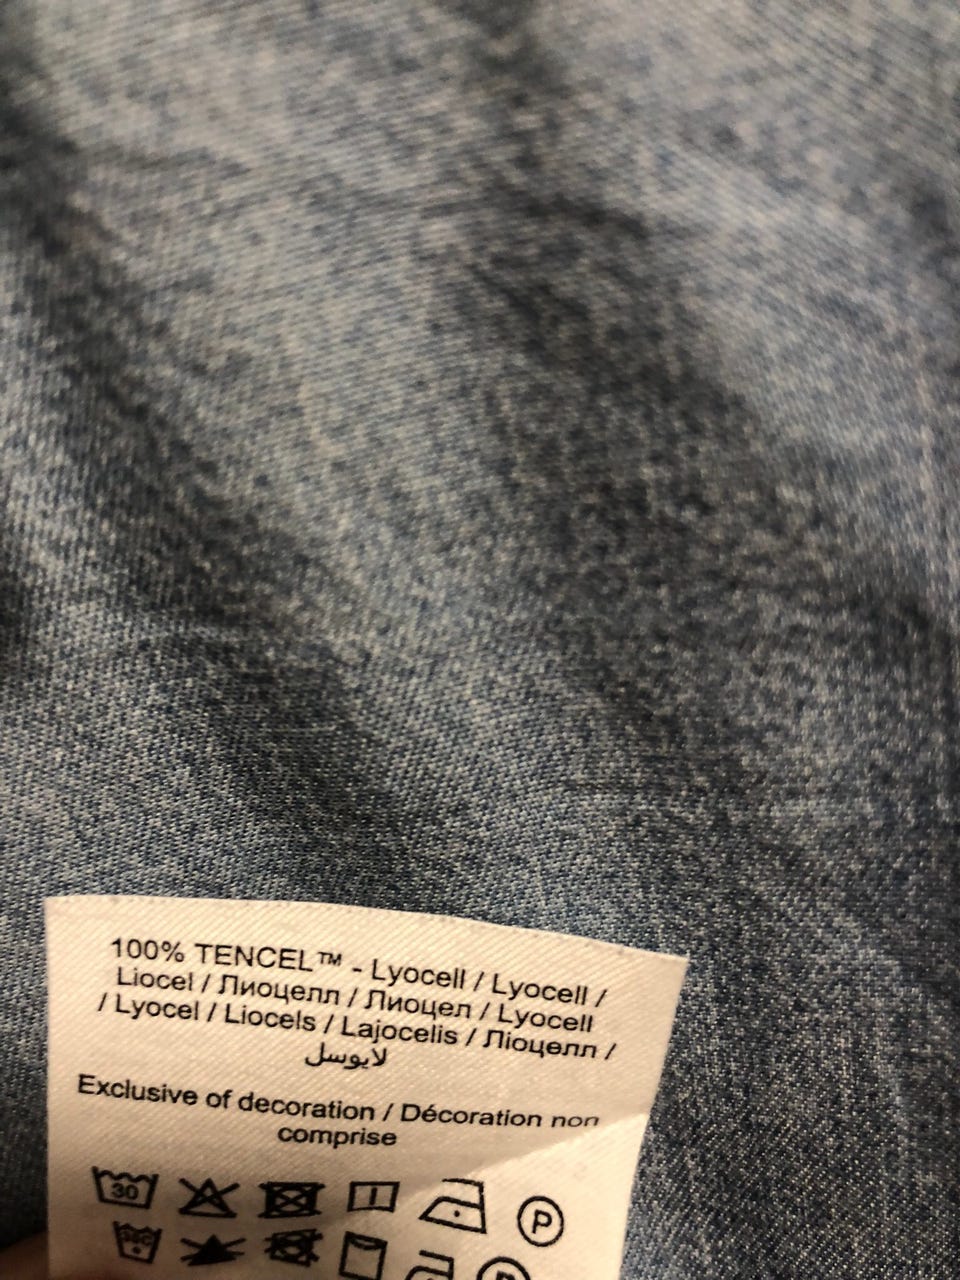 100% TENCEL™ - Lyocell / Lyocell /
Liocel / Лиоцелл / Лиоцел / Lyocell
/ Lyocel / Liocels / Lajocelis / Ліоцелл /
لايوسل
Exclusive of decoration / Décoration non
comprise
30
P